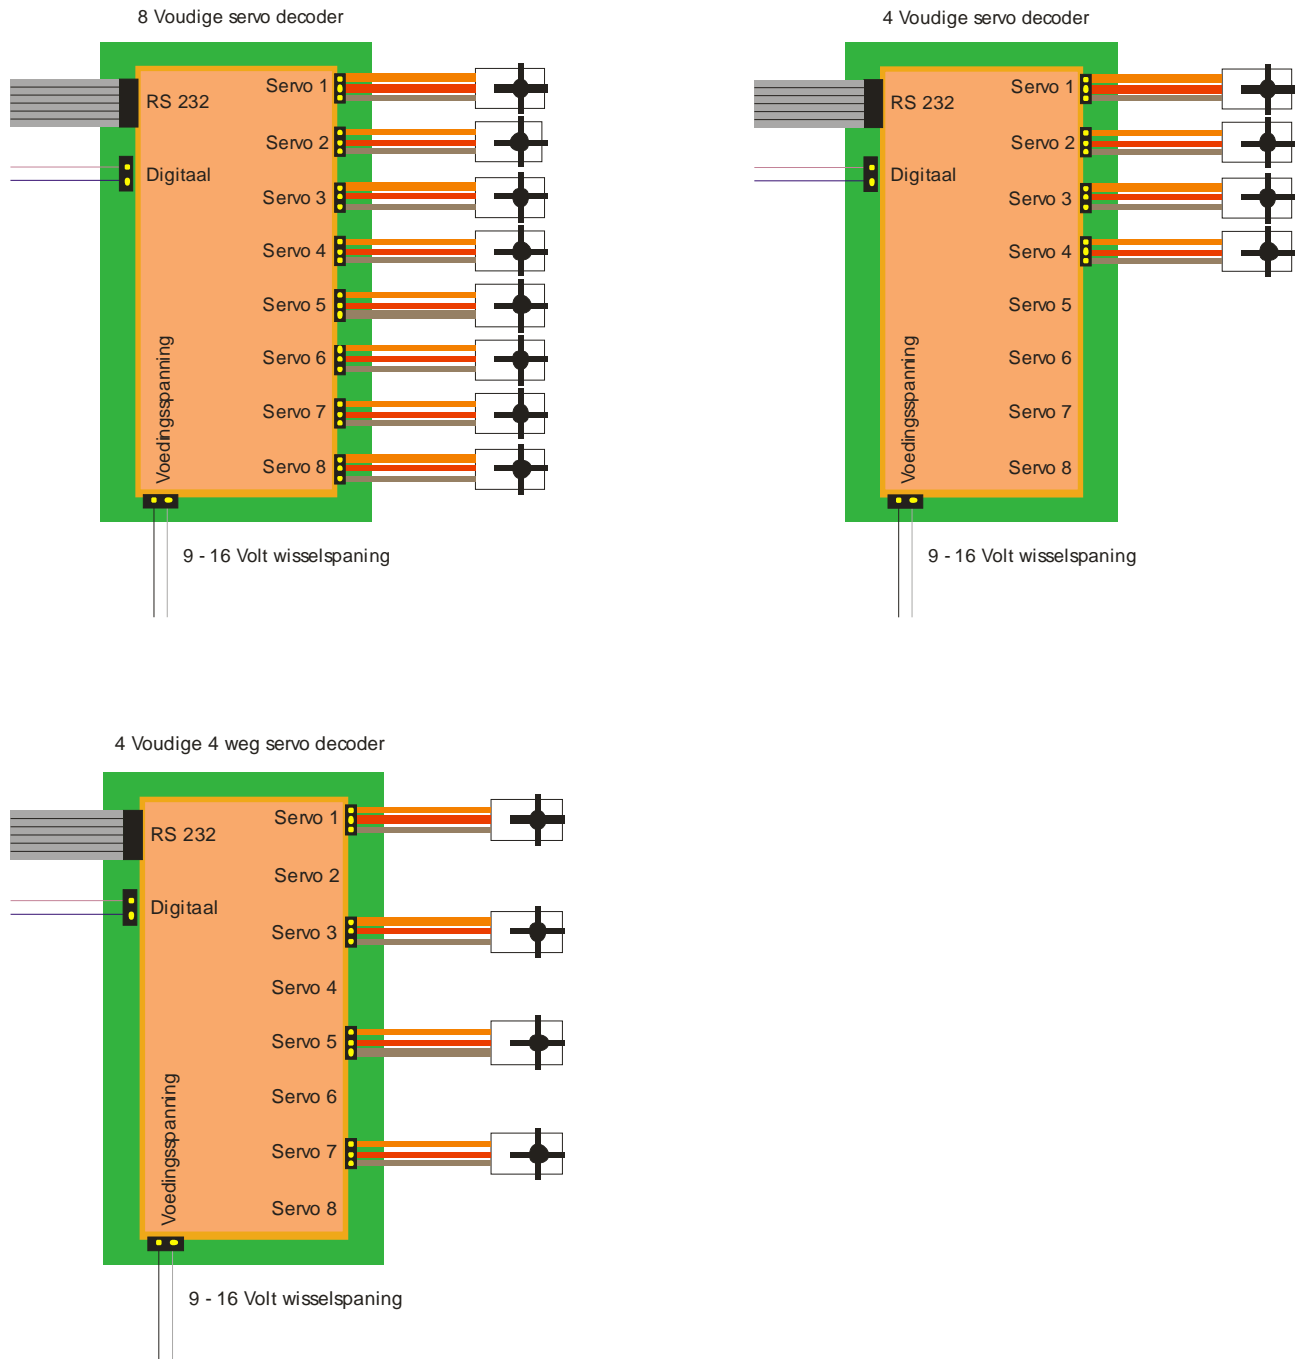 8 Voudige servo decoder
RS 232
Digitaal
Servo 1
Servo 2
Servo 3
Servo 4
Servo 5
Servo 6
Servo 7
Servo 8
Voedingsspanning
9 - 16 Volt wisselspaning
4 Voudige servo decoder
RS 232
Digitaal
Servo 1
Servo 2
Servo 3
Servo 4
Servo 5
Servo 6
Servo 7
Servo 8
Voedingsspanning
9 - 16 Volt wisselspaning
4 Voudige 4 weg servo decoder
RS 232
Digitaal
Servo 1
Servo 2
Servo 3
Servo 4
Servo 5
Servo 6
Servo 7
Servo 8
Voedingsspanning
9 - 16 Volt wisselspaning